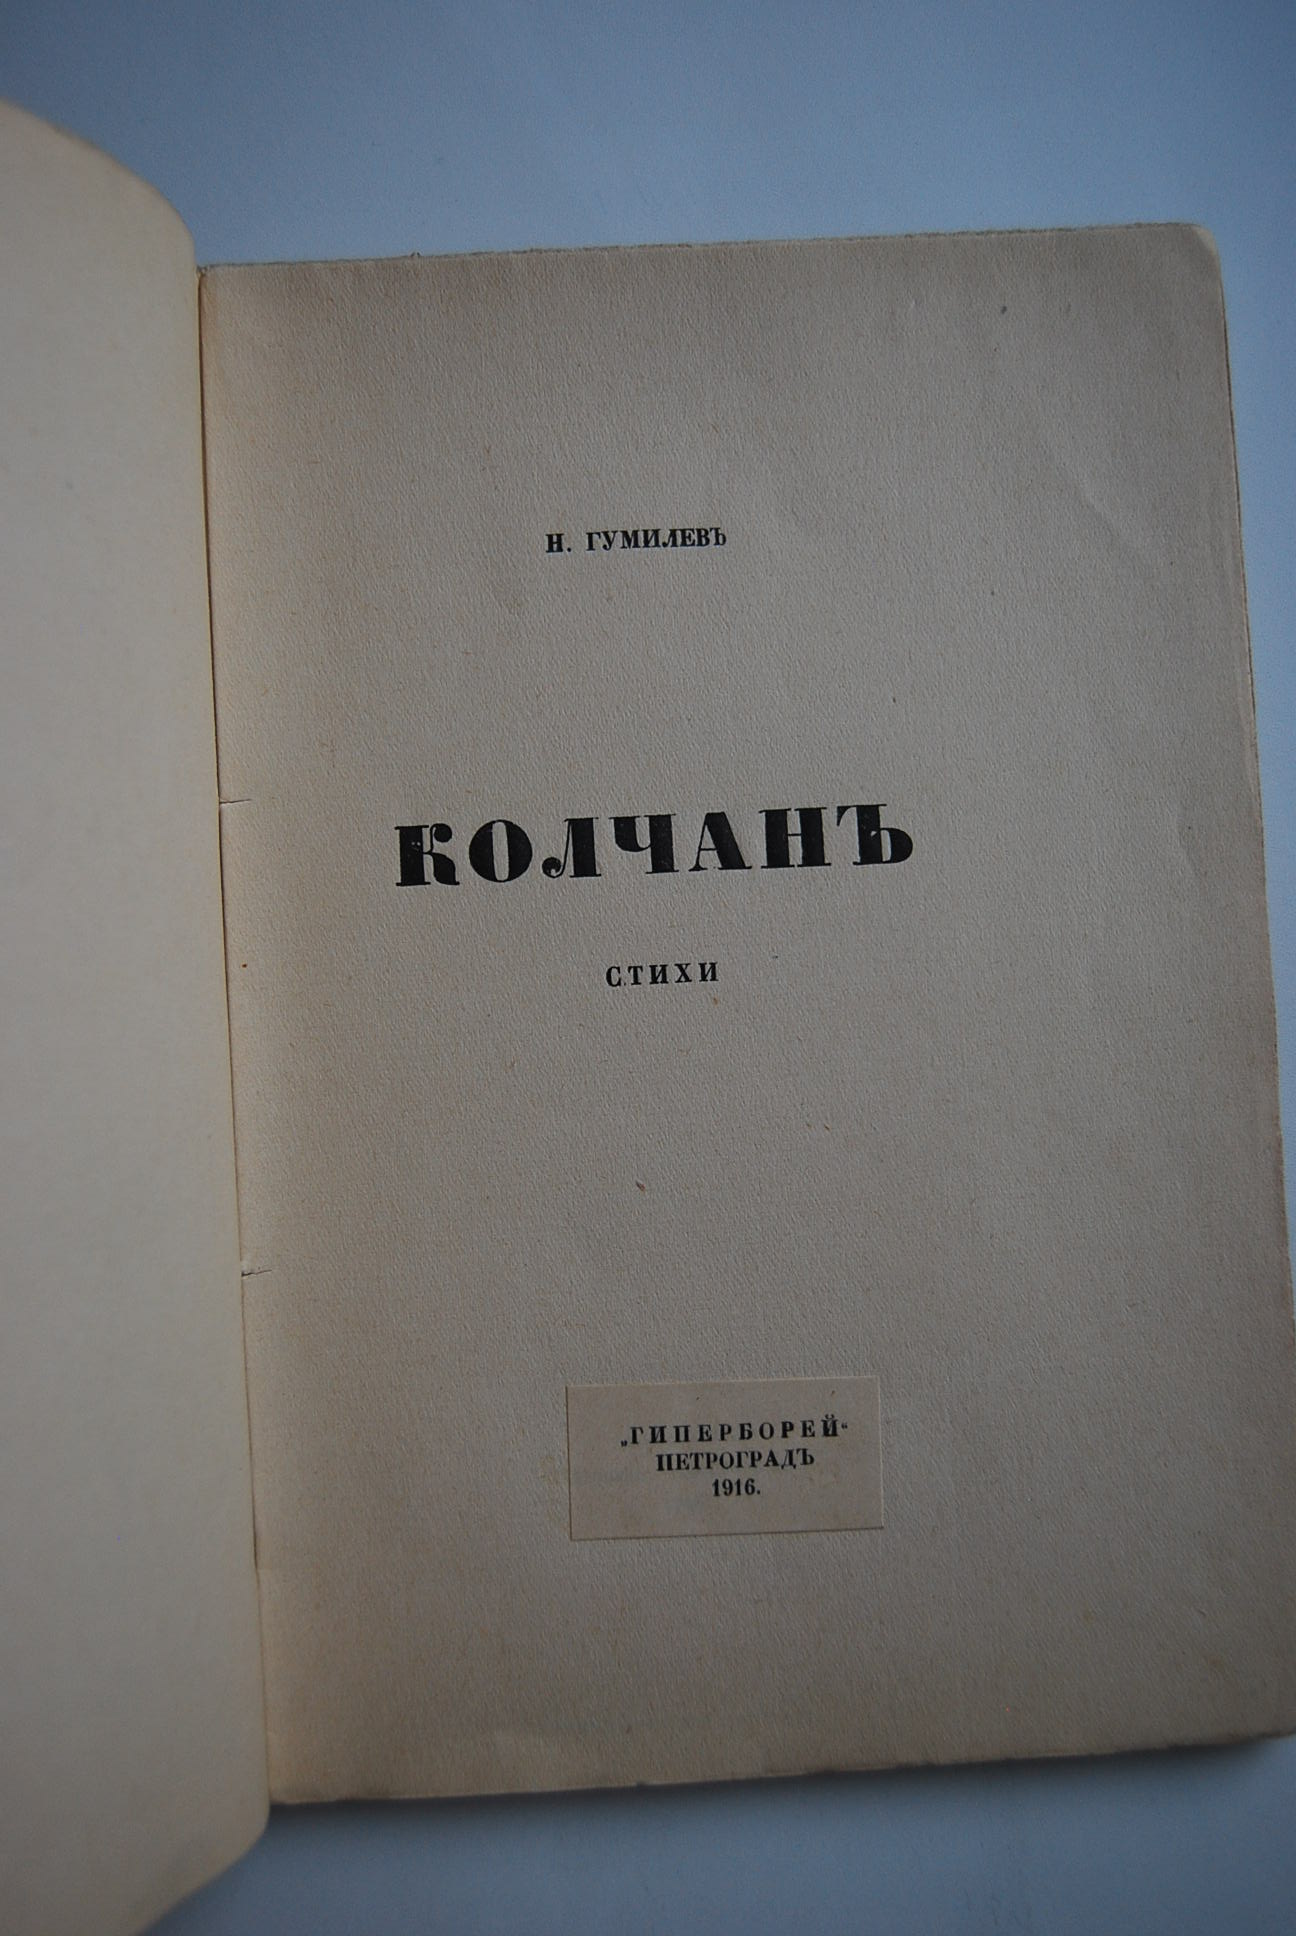 Н. ГУМИЛЕВЪ
КОЛЧАНЪ
СТИХИ
„ГИПЕРБОРЕЙ“
ПЕТРОГРАДЪ
1916.